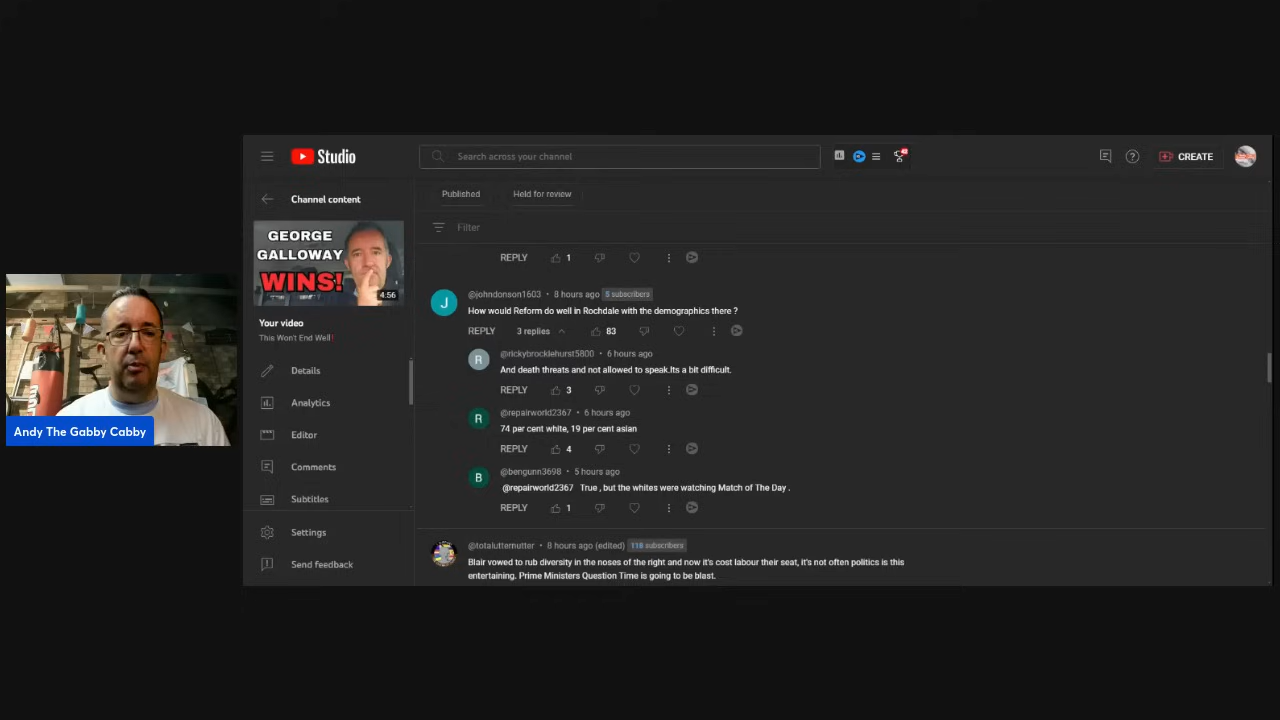 Studio
Search across your channel
CREATE
Channel content
GEORGE
GALLOWAY
WINS!
4:56
Your video
This Won't End Well!
Details
Analytics
Editor
Comments
Subtitles
Settings
Send feedback
Andy The Gabby Cabby
Published
Held for review
Filter
REPLY 1
J
@johndonson1603 • 8 hours ago 5 subscribers
How would Reform do well in Rochdale with the demographics there ?
REPLY 3 replies 83
R
@rickybrocklehurst5800 • 6 hours ago
And death threats and not allowed to speak.Its a bit difficult.
REPLY 3
R
@repairworld2367 • 6 hours ago
74 per cent white, 19 per cent asian
REPLY 4
B
@bengunn3698 • 5 hours ago
@repairworld2367 True , but the whites were watching Match of The Day .
REPLY 1
@totalutternutter • 8 hours ago (edited) 118 subscribers
Blair vowed to rub diversity in the noses of the right and now it's cost labour their seat, it's not often politics is this
entertaining. Prime Ministers Question Time is going to be blast.